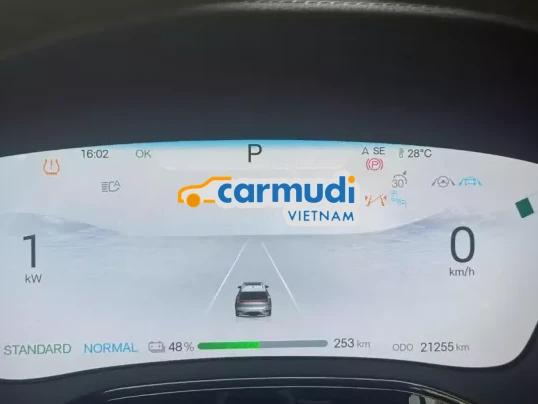 16:02 OK P A SE 28°C
A
30
carmudi
VIETNAM
1
kW
0
km/h
STANDARD NORMAL 48% 253 km ODO 21255 km